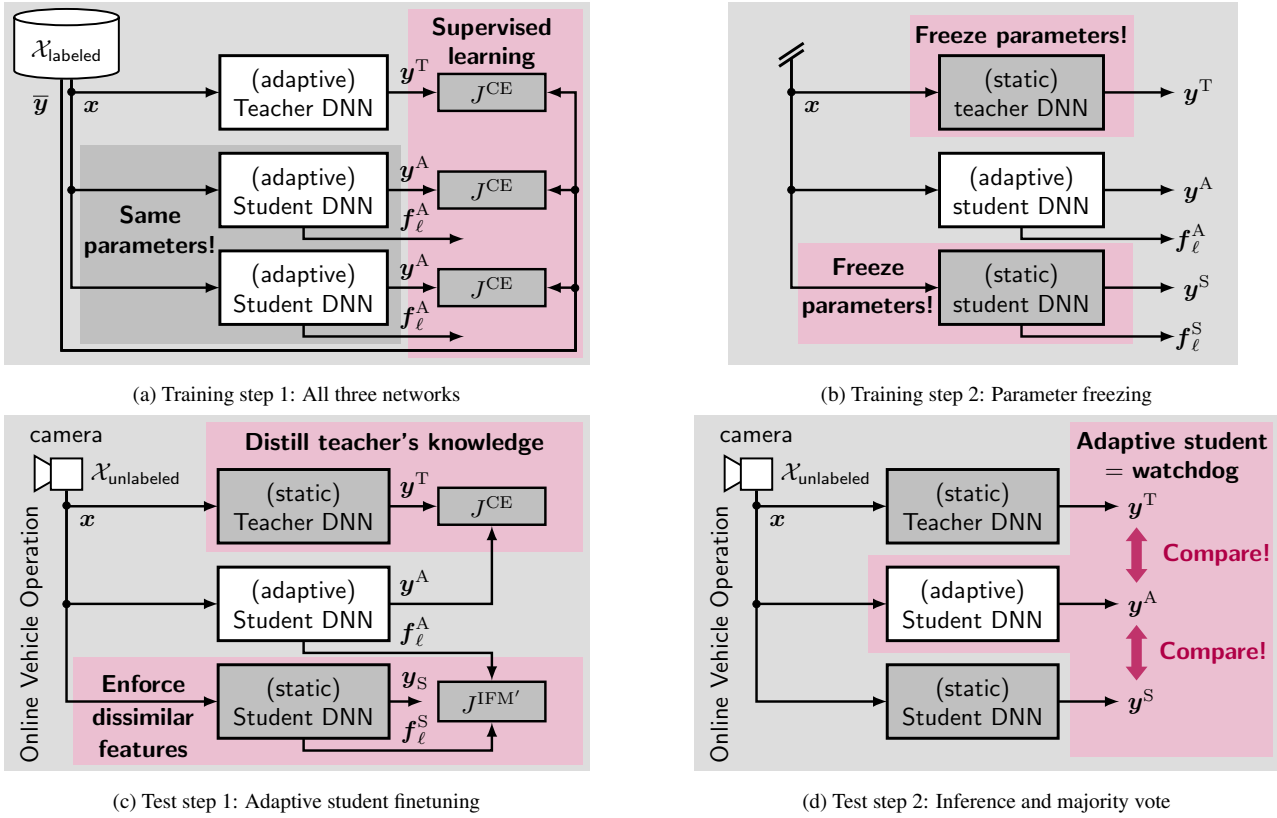 𝒳labeled
Supervised
learning
ȳ
x
(adaptive)
Teacher DNN
yᵀ
J^CE
(adaptive)
Student DNN
y^A
f_ℓ^A
J^CE
Same
parameters!
(adaptive)
Student DNN
y^A
f_ℓ^A
J^CE
(a) Training step 1: All three networks
Freeze parameters!
x
(static)
teacher DNN
y^T
(adaptive)
student DNN
y^A
f_ℓ^A
Freeze
parameters!
(static)
student DNN
y^S
f_ℓ^S
(b) Training step 2: Parameter freezing
Online Vehicle Operation
camera
𝒳unlabeled
x
Distill teacher's knowledge
(static)
Teacher DNN
y^T
J^CE
(adaptive)
Student DNN
y^A
f_ℓ^A
Enforce
dissimilar
features
(static)
Student DNN
y_S
f_ℓ^S
J^IFM′
(c) Test step 1: Adaptive student finetuning
Online Vehicle Operation
camera
𝒳unlabeled
x
Adaptive student
= watchdog
(static)
Teacher DNN
y^T
Compare!
(adaptive)
Student DNN
y^A
Compare!
(static)
Student DNN
y^S
(d) Test step 2: Inference and majority vote